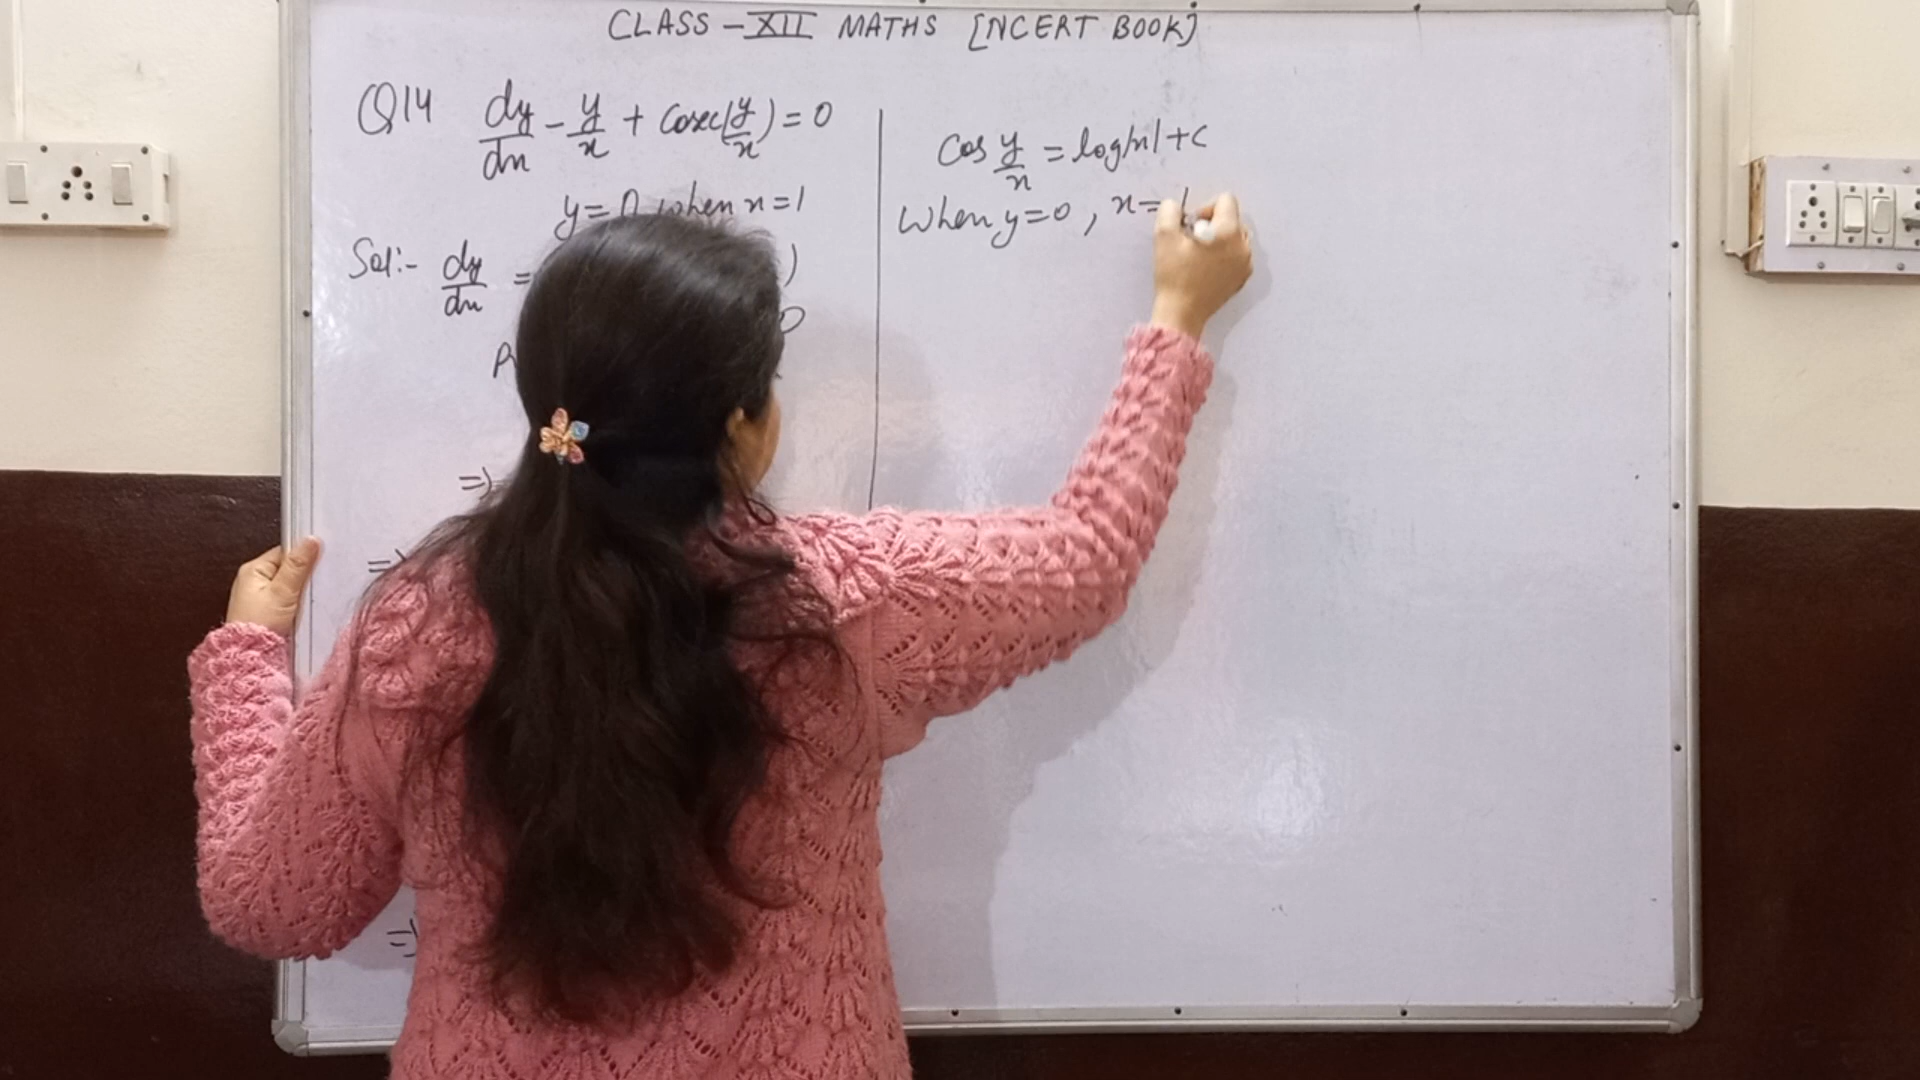 CLASS - XII MATHS [NCERT BOOK]
Q14 dy/dx - y/x + cosec(y/x) = 0
y = 0 when x = 1
Sol:- dy/dx =
=>
=>
=>
Cos y/x = log|x| + C
When y = 0, x = 1